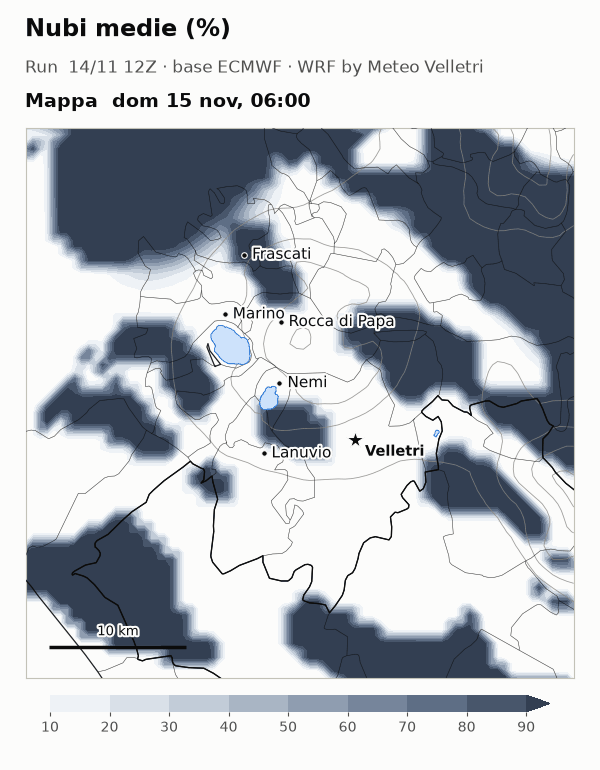 Nubi medie (%)
Run 14/11 12Z · base ECMWF · WRF by Meteo Velletri
Mappa dom 15 nov, 06:00
Frascati
Marino
Rocca di Papa
Nemi
Velletri
Lanuvio
10 km
10 20 30 40 50 60 70 80 90